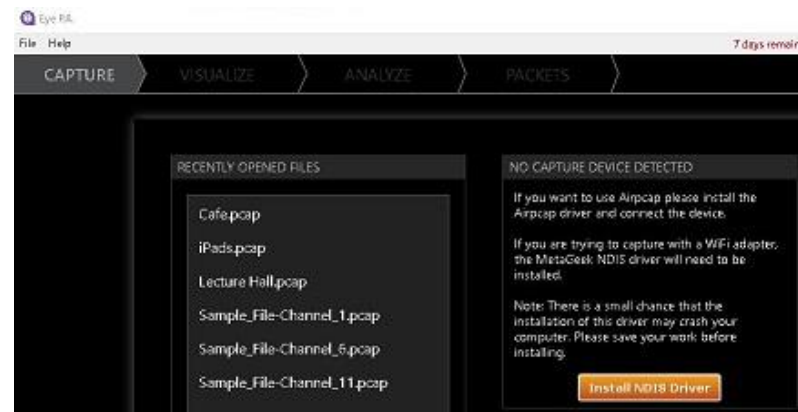 Eye P.A.
File Help
7 days remain
CAPTURE VISUALIZE ANALYZE PACKETS
RECENTLY OPENED FILES
Cafe.pcap
iPads.pcap
Lecture Hall.pcap
Sample_File-Channel_1.pcap
Sample_File-Channel_6.pcap
Sample_File-Channel_11.pcap
NO CAPTURE DEVICE DETECTED
If you want to use Airpcap please install the
Airpcap driver and connect the device.
If you are trying to capture with a WiFi adapter,
the MetaGeek NDIS driver will need to be
installed.
Note: There is a small chance that the
installation of this driver may crash your
computer. Please save your work before
installing.
Install NDIS Driver